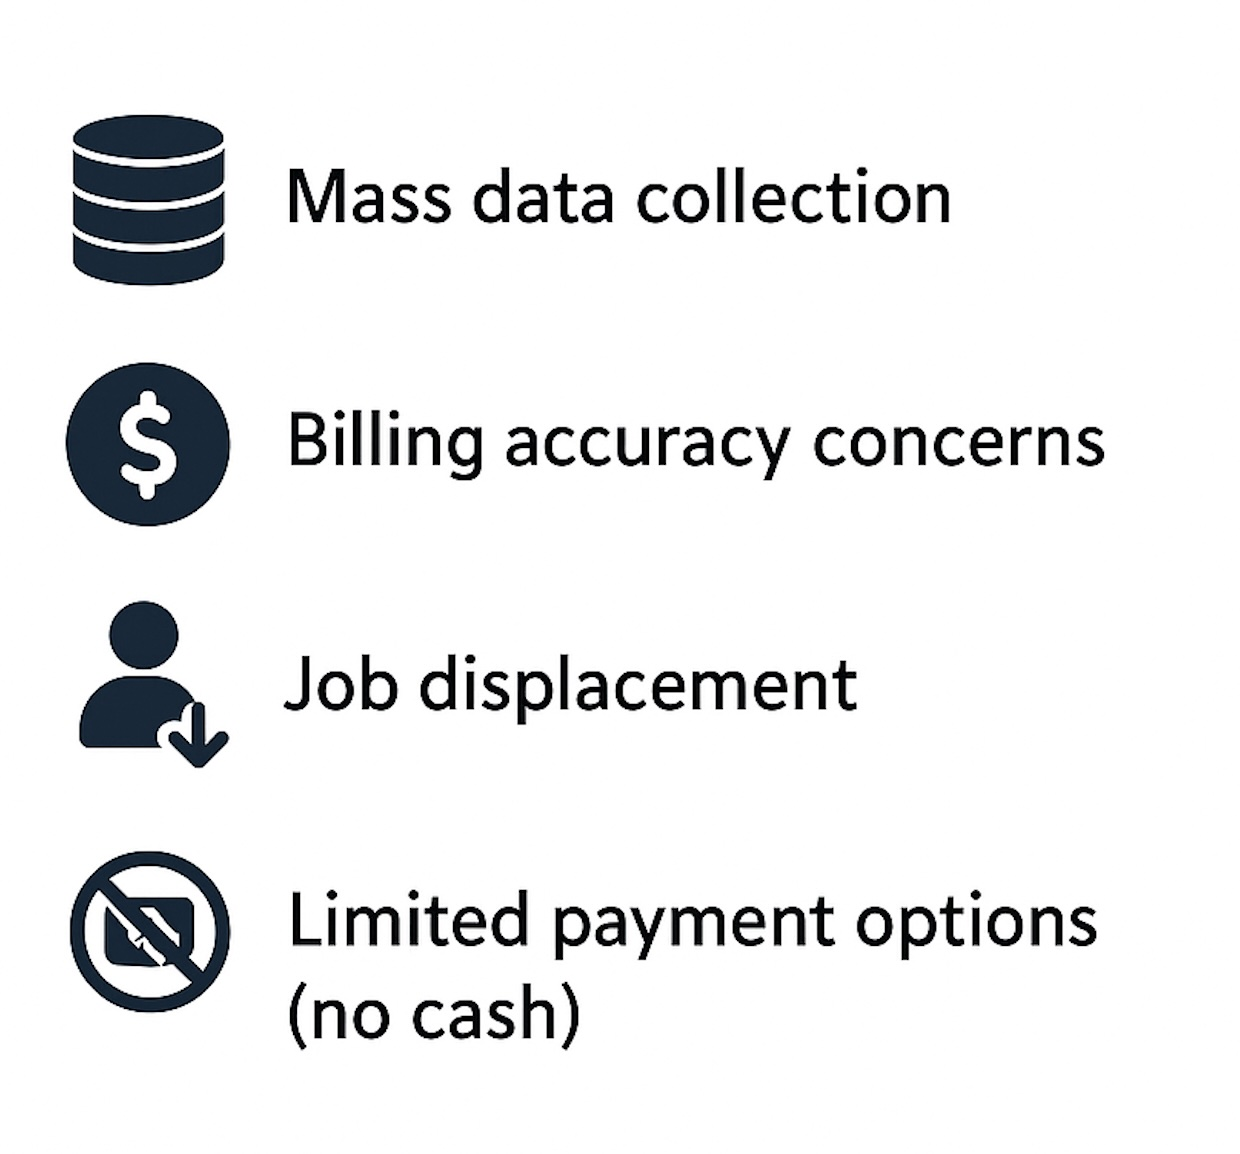 Mass data collection
$
Billing accuracy concerns
Job displacement
Limited payment options
(no cash)